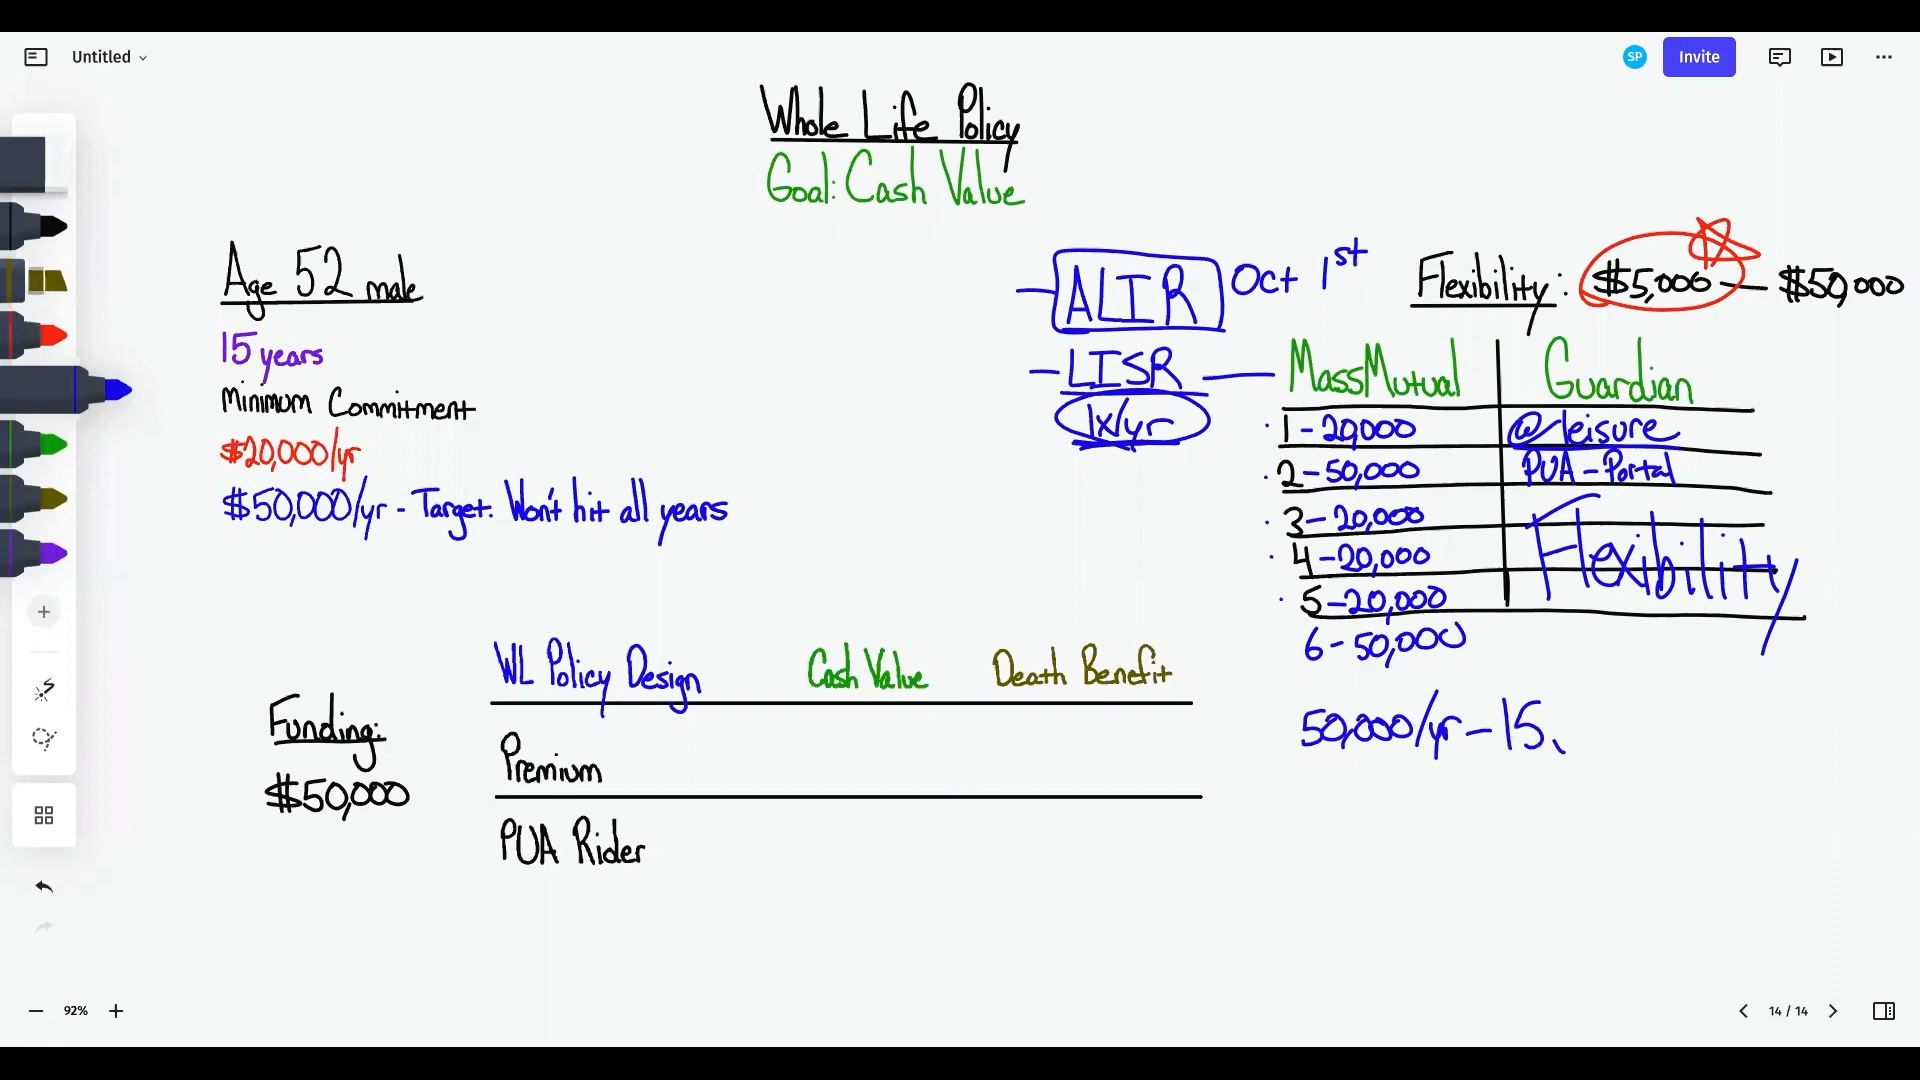 Untitled
SP
Invite
Whole Life Policy
Goal: Cash Value
Age 52 male
15 years
Minimum Commitment
$20,000/yr
$50,000/yr - Target: Won't hit all years
ALIR Oct 1st
LISR
1x/yr
Flexibility: $5,000 — $50,000
MassMutual Guardian
1 - 20,000 @ leisure
2 - 50,000 PUA - Portal
3 - 20,000
4 - 20,000 Flexibility
5 - 20,000
6 - 50,000
50,000/yr - 15
Funding:
$50,000
WL Policy Design Cash Value Death Benefit
Premium
PUA Rider
92%
14 / 14